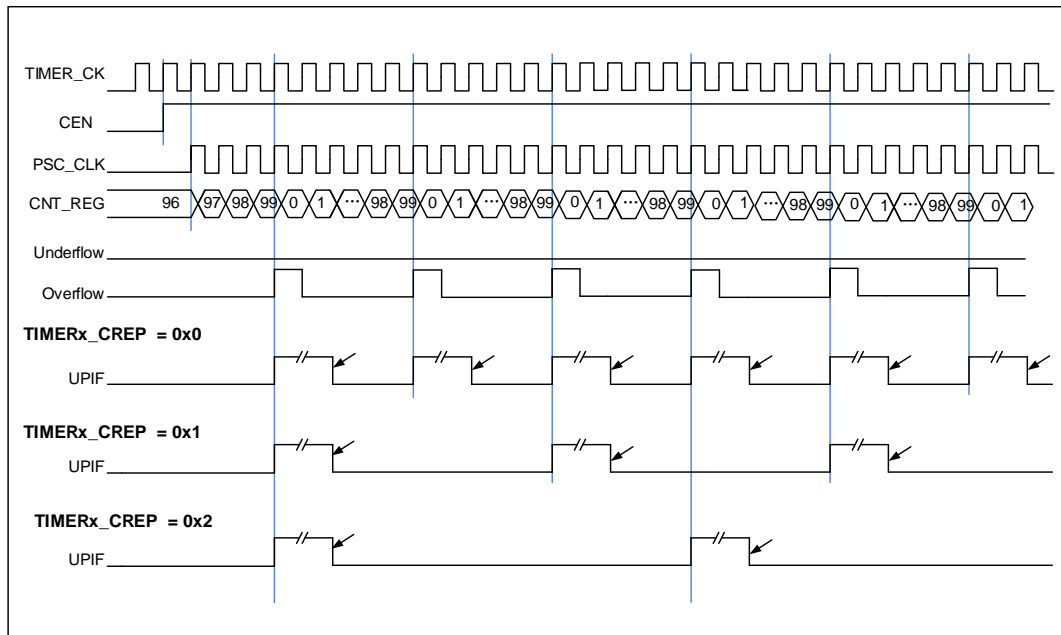 TIMER_CK
CEN
PSC_CLK
CNT_REG 96 97 98 99 0 1 ... 98 99 0 1 ... 98 99 0 1 ... 98 99 0 1 ... 98 99 0 1 ... 98 99 0 1
Underflow
Overflow
TIMERx_CREP = 0x0
UPIF
TIMERx_CREP = 0x1
UPIF
TIMERx_CREP = 0x2
UPIF